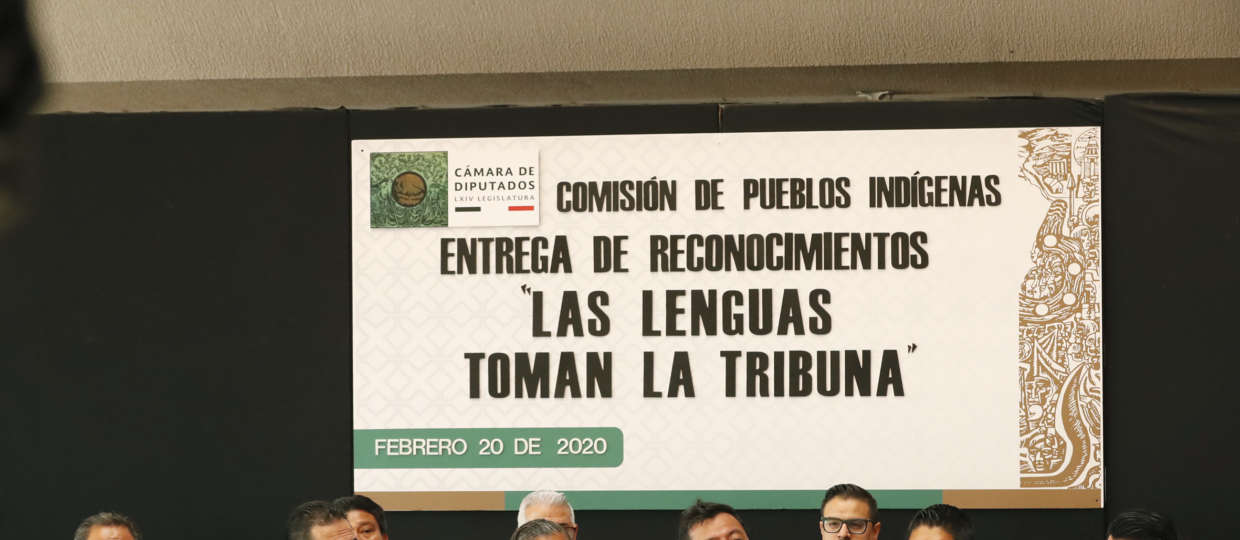 CÁMARA DE
DIPUTADOS
LXIV LEGISLATURA
COMISIÓN DE PUEBLOS INDÍGENAS
ENTREGA DE RECONOCIMIENTOS
"LAS LENGUAS
TOMAN LA TRIBUNA"
FEBRERO 20 DE 2020